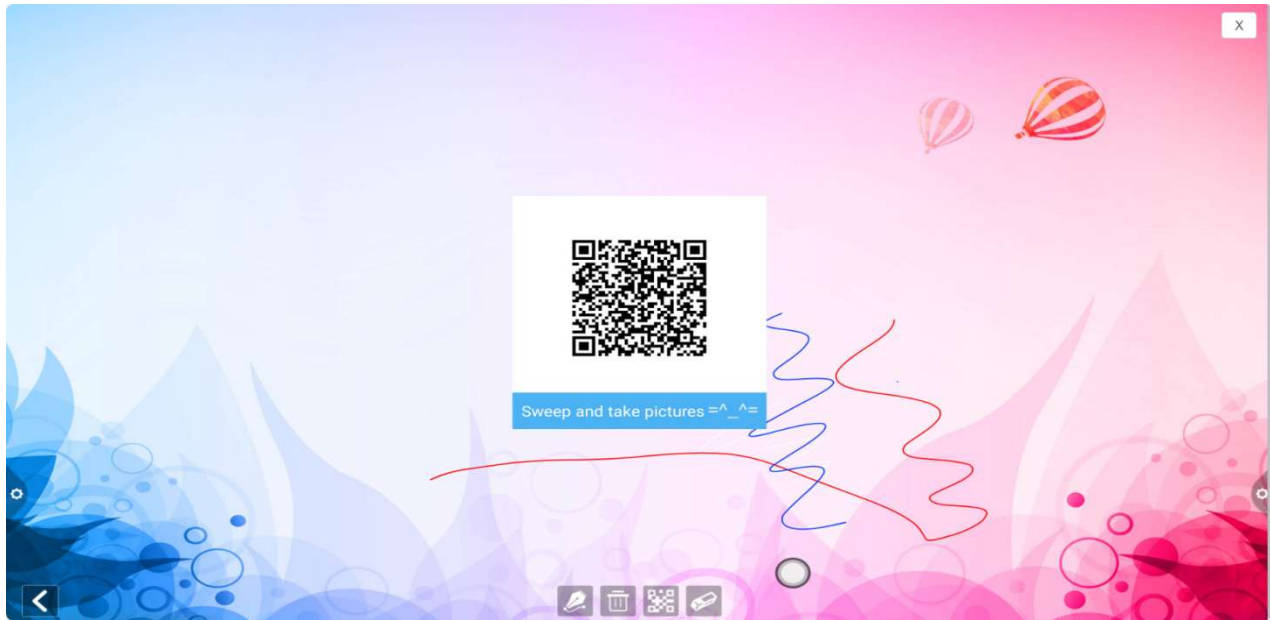 X
Sweep and take pictures =^_^=